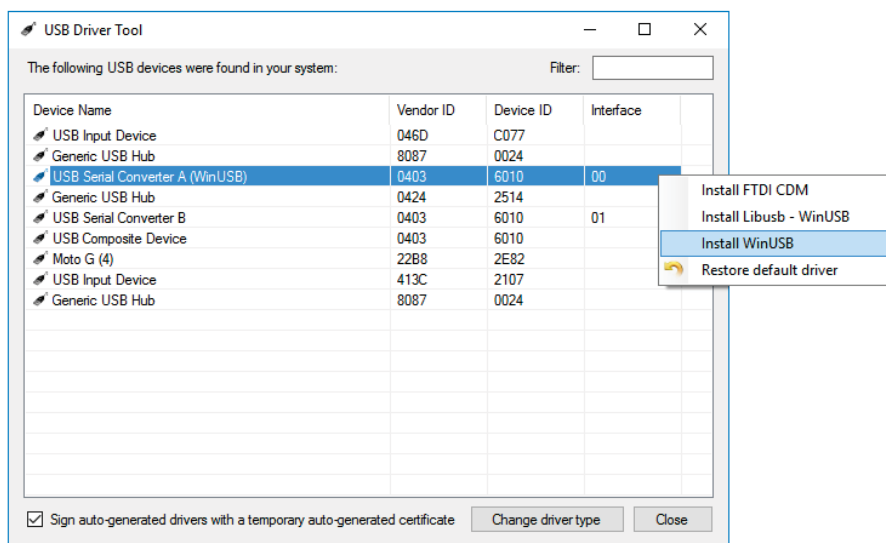 USB Driver Tool
The following USB devices were found in your system: Filter:
Device Name Vendor ID Device ID Interface
USB Input Device 046D C077
Generic USB Hub 8087 0024
USB Serial Converter A (WinUSB) 0403 6010 00
Generic USB Hub 0424 2514
USB Serial Converter B 0403 6010 01
USB Composite Device 0403 6010
Moto G (4) 22B8 2E82
USB Input Device 413C 2107
Generic USB Hub 8087 0024
Install FTDI CDM
Install Libusb - WinUSB
Install WinUSB
Restore default driver
Sign auto-generated drivers with a temporary auto-generated certificate Change driver type Close